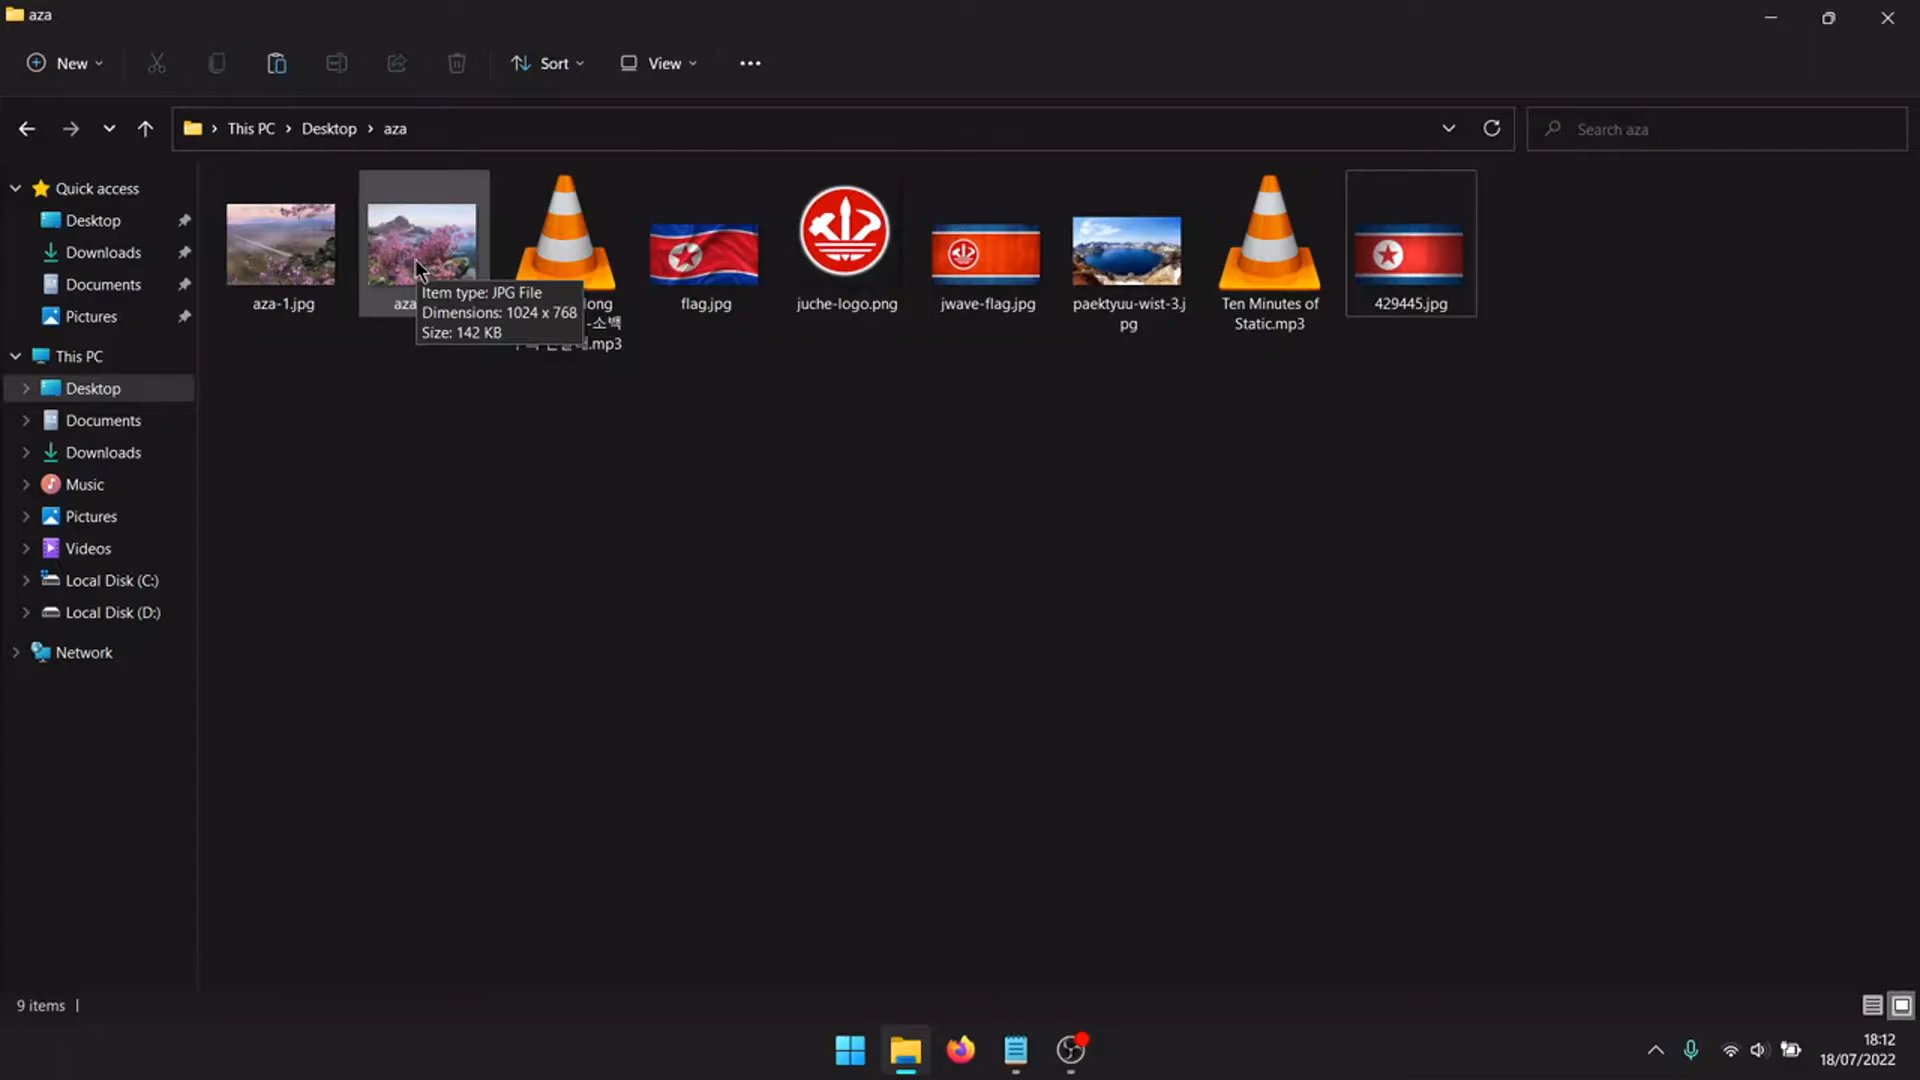 aza
New
Sort
View
This PC
Desktop
aza
Search aza
Quick access
Desktop
Downloads
Documents
Pictures
This PC
Desktop
Documents
Downloads
Music
Pictures
Videos
Local Disk (C:)
Local Disk (D:)
Network
aza-1.jpg
aza
Item type: JPG File
Dimensions: 1024 x 768
Size: 142 KB
long
-소백
.mp3
flag.jpg
juche-logo.png
jwave-flag.jpg
paektyuu-wist-3.j
pg
Ten Minutes of
Static.mp3
429445.jpg
9 items
18:12
18/07/2022